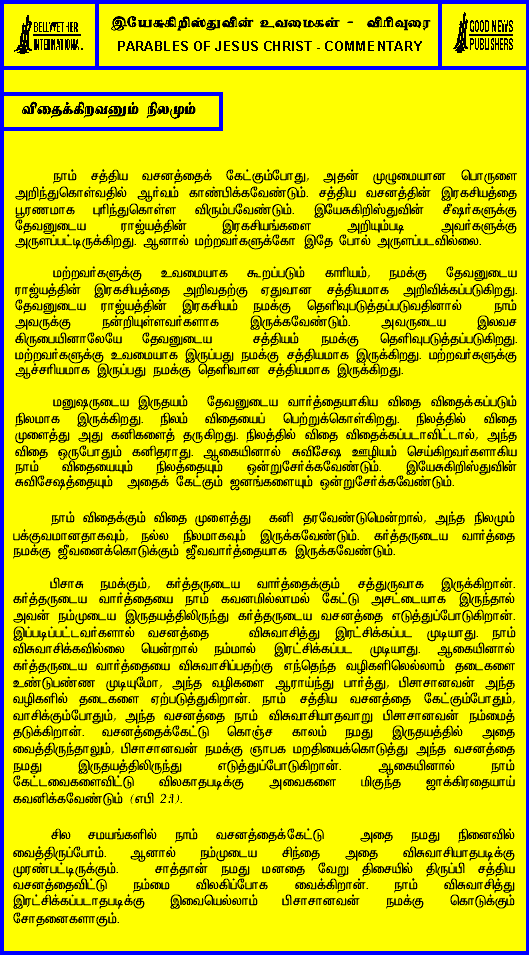 BELLWETHER
INTERNATIONAL
இயேசுகிறிஸ்துவின் உவமைகள் - விரிவுரை
PARABLES OF JESUS CHRIST - COMMENTARY
GOOD NEWS
PUBLISHERS
விதைக்கிறவனும் நிலமும்
நாம் சத்திய வசனத்தைக் கேட்கும்போது, அதன் முழுமையான பொருளை
அறிந்துகொள்வதில் ஆர்வம் காண்பிக்கவேண்டும். சத்திய வசனத்தின் இரகசியத்தை
பூரணமாக புரிந்துகொள்ள விரும்பவேண்டும். இயேசுகிறிஸ்துவின் சீஷர்களுக்கு
தேவனுடைய ராஜ்யத்தின் இரகசியங்களை அறியும்படி அவர்களுக்கு
அருளப்பட்டிருக்கிறது. ஆனால் மற்றவர்களுக்கோ இதே போல் அருளப்படவில்லை.
மற்றவர்களுக்கு உவமையாக கூறப்படும் காரியம், நமக்கு தேவனுடைய
ராஜ்யத்தின் இரகசியத்தை அறிவதற்கு ஏதுவான சத்தியமாக அறிவிக்கப்படுகிறது.
தேவனுடைய ராஜ்யத்தின் இரகசியம் நமக்கு தெளிவுபடுத்தப்படுவதினால் நாம்
அவருக்கு நன்றியுள்ளவர்களாக இருக்கவேண்டும். அவருடைய இலவச
கிருபையினாலேயே தேவனுடைய சத்தியம் நமக்கு தெளிவுபடுத்தப்படுகிறது.
மற்றவர்களுக்கு உவமையாக இருப்பது நமக்கு சத்தியமாக இருக்கிறது. மற்றவர்களுக்கு
ஆச்சரியமாக இருப்பது நமக்கு தெளிவான சத்தியமாக இருக்கிறது.
மனுஷருடைய இருதயம் தேவனுடைய வார்த்தையாகிய விதை விதைக்கப்படும்
நிலமாக இருக்கிறது. நிலம் விதையைப் பெற்றுக்கொள்கிறது. நிலத்தில் விதை
முளைத்து அது கனிகளைத் தருகிறது. நிலத்தில் விதை விதைக்கப்படாவிட்டால், அந்த
விதை ஒருபோதும் கனிதராது. ஆகையினால் சுவிசேஷ ஊழியம் செய்கிறவர்களாகிய
நாம் விதையையும் நிலத்தையும் ஒன்றுசேர்க்கவேண்டும். இயேசுகிறிஸ்துவின்
சுவிசேஷத்தையும் அதைக் கேட்கும் ஜனங்களையும் ஒன்றுசேர்க்கவேண்டும்.
நாம் விதைக்கும் விதை முளைத்து கனி தரவேண்டுமென்றால், அந்த நிலமும்
பக்குவமானதாகவும், நல்ல நிலமாகவும் இருக்கவேண்டும். கர்த்தருடைய வார்த்தை
நமக்கு ஜீவனைக்கொடுக்கும் ஜீவவார்த்தையாக இருக்கவேண்டும்.
பிசாசு நமக்கும், கர்த்தருடைய வார்த்தைக்கும் சத்துருவாக இருக்கிறான்.
கர்த்தருடைய வார்த்தையை நாம் கவனமில்லாமல் கேட்டு அசட்டையாக இருந்தால்
அவன் நம்முடைய இருதயத்திலிருந்து கர்த்தருடைய வசனத்தை எடுத்துப்போடுகிறான்.
இப்படிப்பட்டவர்களால் வசனத்தை விசுவாசித்து இரட்சிக்கப்பட முடியாது. நாம்
விசுவாசிக்கவில்லை யென்றால் நம்மால் இரட்சிக்கப்பட முடியாது. ஆகையினால்
கர்த்தருடைய வார்த்தையை விசுவாசிப்பதற்கு எந்தெந்த வழிகளிலெல்லாம் தடைகளை
உண்டுபண்ண முடியுமோ, அந்த வழிகளை ஆராய்ந்து பார்த்து, பிசாசானவன் அந்த
வழிகளில் தடைகளை ஏற்படுத்துகிறான். நாம் சத்திய வசனத்தை கேட்கும்போதும்,
வாசிக்கும்போதும், அந்த வசனத்தை நாம் விசுவாசியாதவாறு பிசாசானவன் நம்மைத்
தடுக்கிறான். வசனத்தைக்கேட்டு கொஞ்ச காலம் நமது இருதயத்தில் அதை
வைத்திருந்தாலும், பிசாசானவன் நமக்கு ஞாபக மறதியைக்கொடுத்து அந்த வசனத்தை
நமது இருதயத்திலிருந்து எடுத்துப்போடுகிறான். ஆகையினால் நாம்
கேட்டவைகளைவிட்டு விலகாதபடிக்கு அவைகளை மிகுந்த ஜாக்கிரதையாய்
கவனிக்கவேண்டும் (எபி 2:1).
சில சமயங்களில் நாம் வசனத்தைக்கேட்டு அதை நமது நினைவில்
வைத்திருப்போம். ஆனால் நம்முடைய சிந்தை அதை விசுவாசியாதபடிக்கு
முரண்பட்டிருக்கும். சாத்தான் நமது மனதை வேறு திசையில் திருப்பி சத்திய
வசனத்தைவிட்டு நம்மை விலகிப்போக வைக்கிறான். நாம் விசுவாசித்து
இரட்சிக்கப்படாதபடிக்கு இவையெல்லாம் பிசாசானவன் நமக்கு கொடுக்கும்
சோதனைகளாகும்.